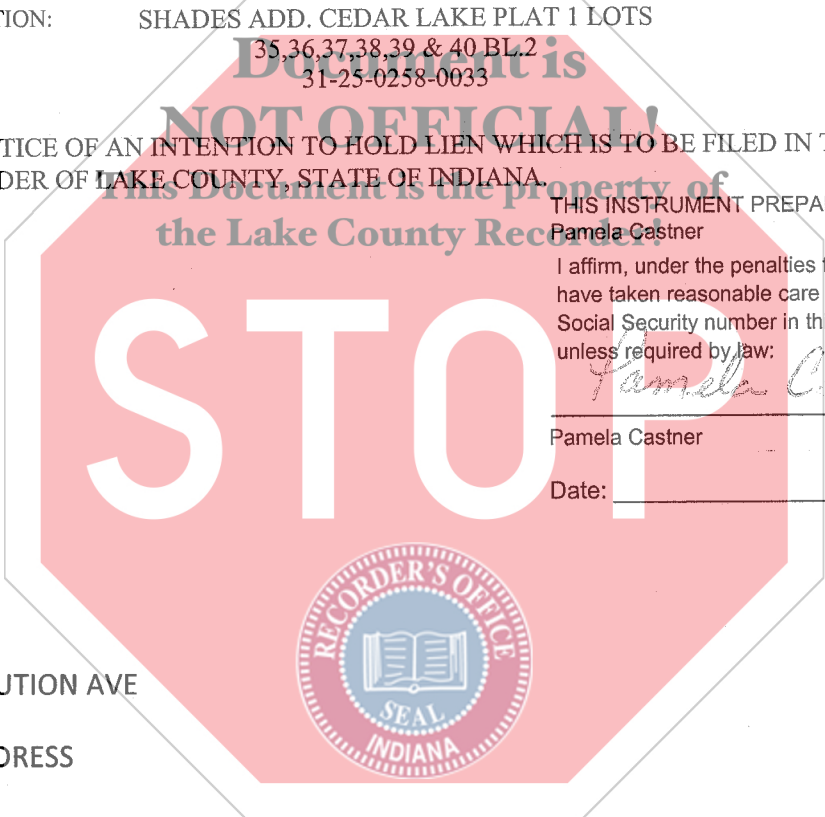 TION: SHADES ADD. CEDAR LAKE PLAT 1 LOTS
35,36,37,38,39 & 40 BL.2
31-25-0258-0033
Document is
NOT OFFICIAL!
This Document is the property of
the Lake County Recorder!
TICE OF AN INTENTION TO HOLD LIEN WHICH IS TO BE FILED IN T
DER OF LAKE COUNTY, STATE OF INDIANA.
THIS INSTRUMENT PREPA
Pamela Castner
I affirm, under the penalties
have taken reasonable care
Social Security number in th
unless required by law:
Pamela C.
Pamela Castner
Date:
STOP
RECORDER'S OFFICE
SEAL
INDIANA
UTION AVE
DRESS